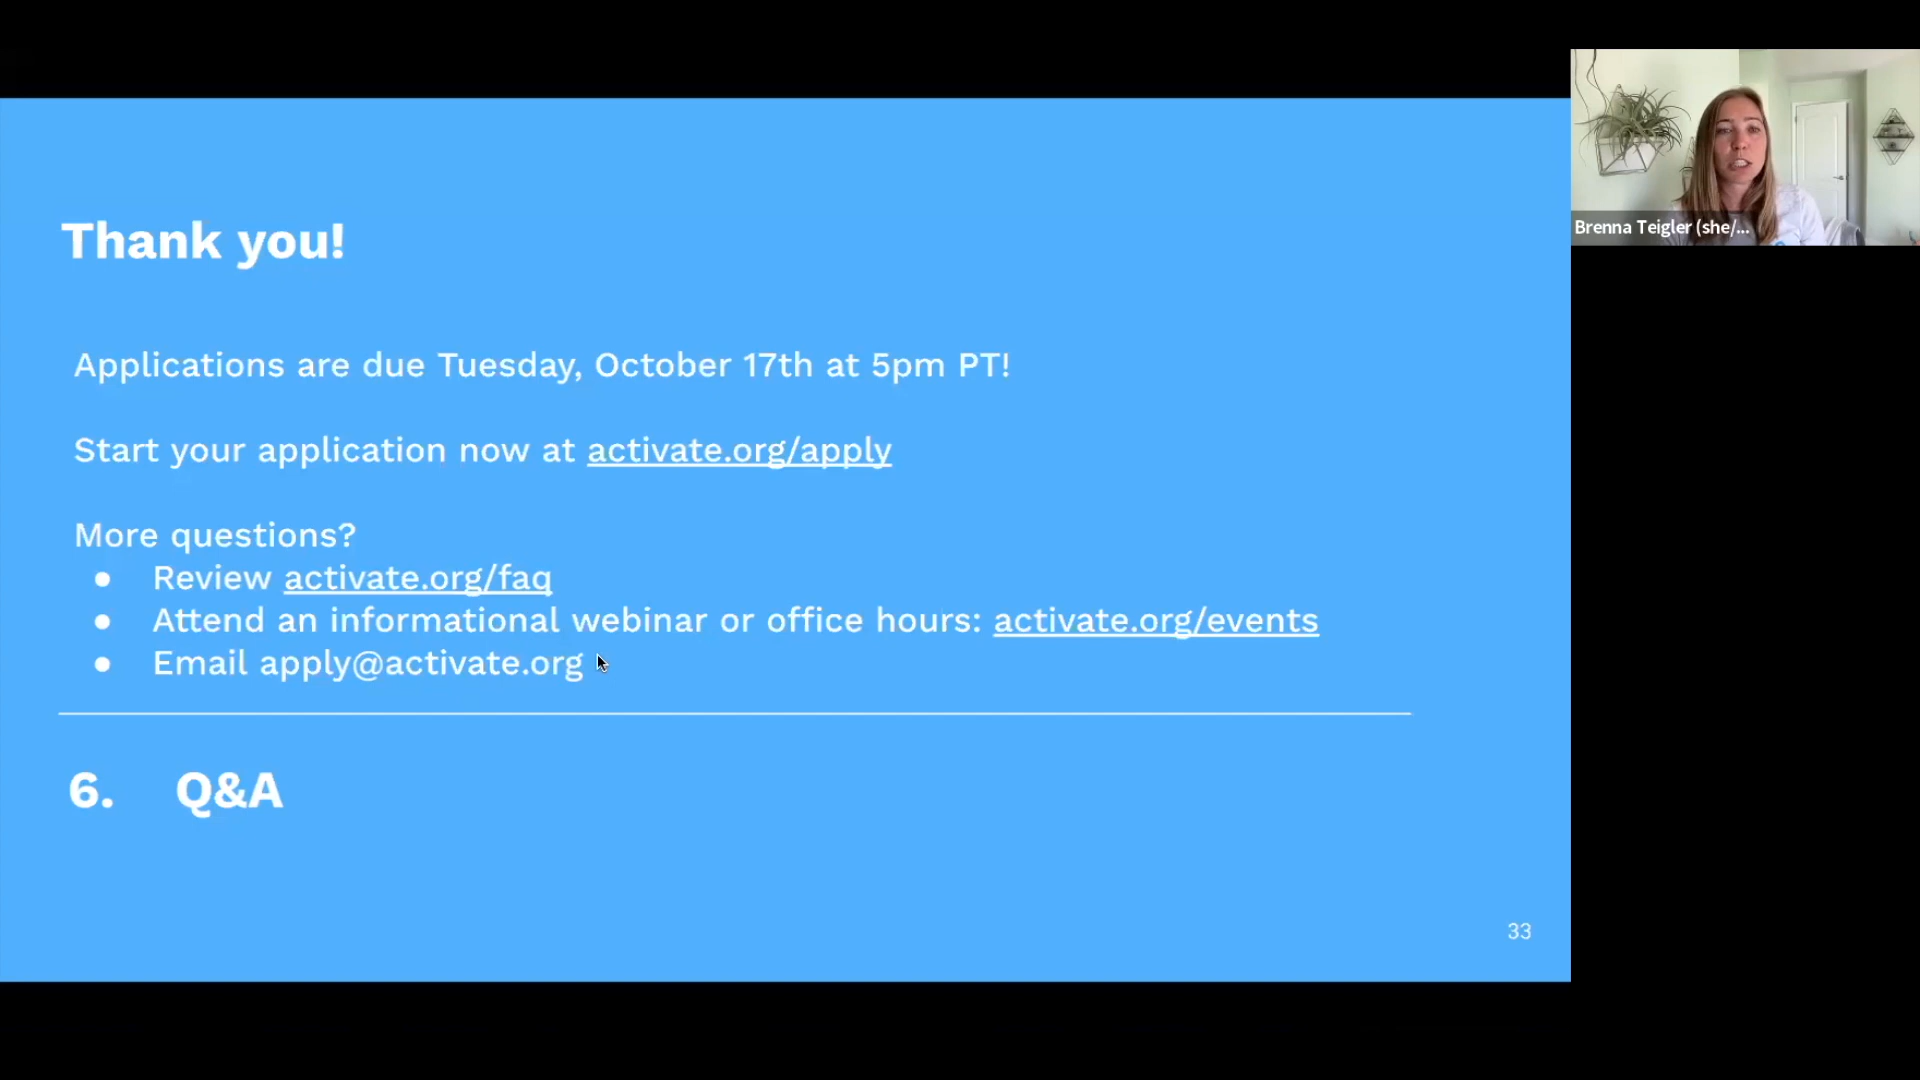 Thank you!
Applications are due Tuesday, October 17th at 5pm PT!
Start your application now at activate.org/apply
More questions?
● Review activate.org/faq
● Attend an informational webinar or office hours: activate.org/events
● Email apply@activate.org
6. Q&A
33
Brenna Teigler (she/...